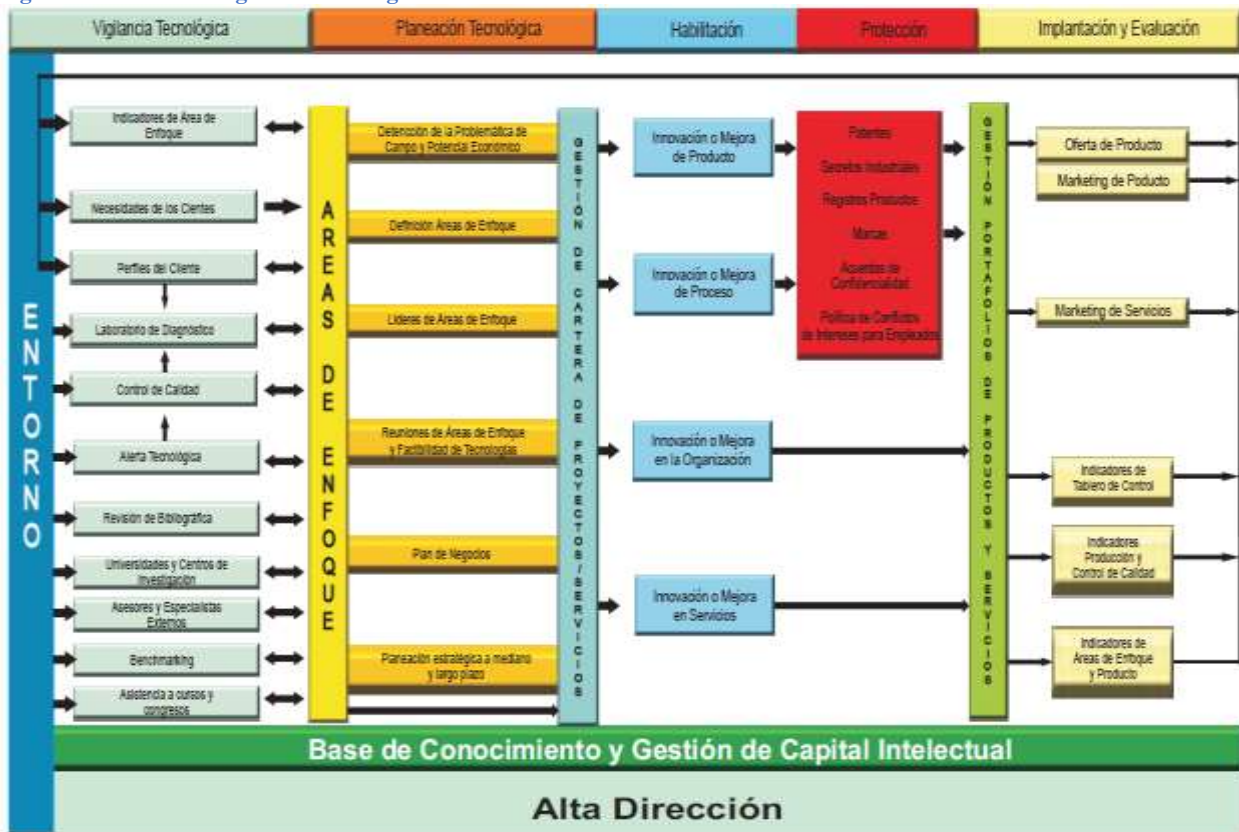 Vigilancia Tecnológica
Planeación Tecnológica
Habilitación
Protección
Implantación y Evaluación
ENTORNO
Indicadores de Área de
Enfoque
Necesidades de los Cientes
Perfiles del Cliente
Laboratorio de Diagnóstico
Control de Calidad
Alerta Tecnológica
Revisión de Bibliográfica
Universidades y Centros de
Investigación
Asesores y Especialistas
Externos
Benchmarking
Asistencia a cursos y
congresos
AREAS DE ENFOQUE
Detención de la Problemática de
Campo y Potencial Económico
Definición Áreas de Enfoque
Lideres de Areas de Enfoque
Reuniones de Áreas de Enfoque
y Factibilidad de Tecnologías
Plan de Negocios
Planeación estratégica a mediano
y largo plazo
GESTIÓN DE CARTERA DE PROYECTOS/SERVICIOS
Innovación o Mejora
de Producto
Innovación o Mejora
de Proceso
Innovación o Mejora
en la Organización
Innovación o Mejora
en Servicios
Patentes
Secretos Industriales
Registros Productos
Marcas
Acuerdos de
Confidencialidad
Política de Conflictos
de Intereses para Empleados
GESTIÓN PORTAFOLIOS DE PRODUCTOS Y SERVICIOS
Oferta de Producto
Marketing de Poducto
Marketing de Servicios
Indicadores de
Tablero de Control
Indicadores
Producción y
Control de Calidad
Indicadores de
Áreas de Enfoque
y Producto
Base de Conocimiento y Gestión de Capital Intelectual
Alta Dirección